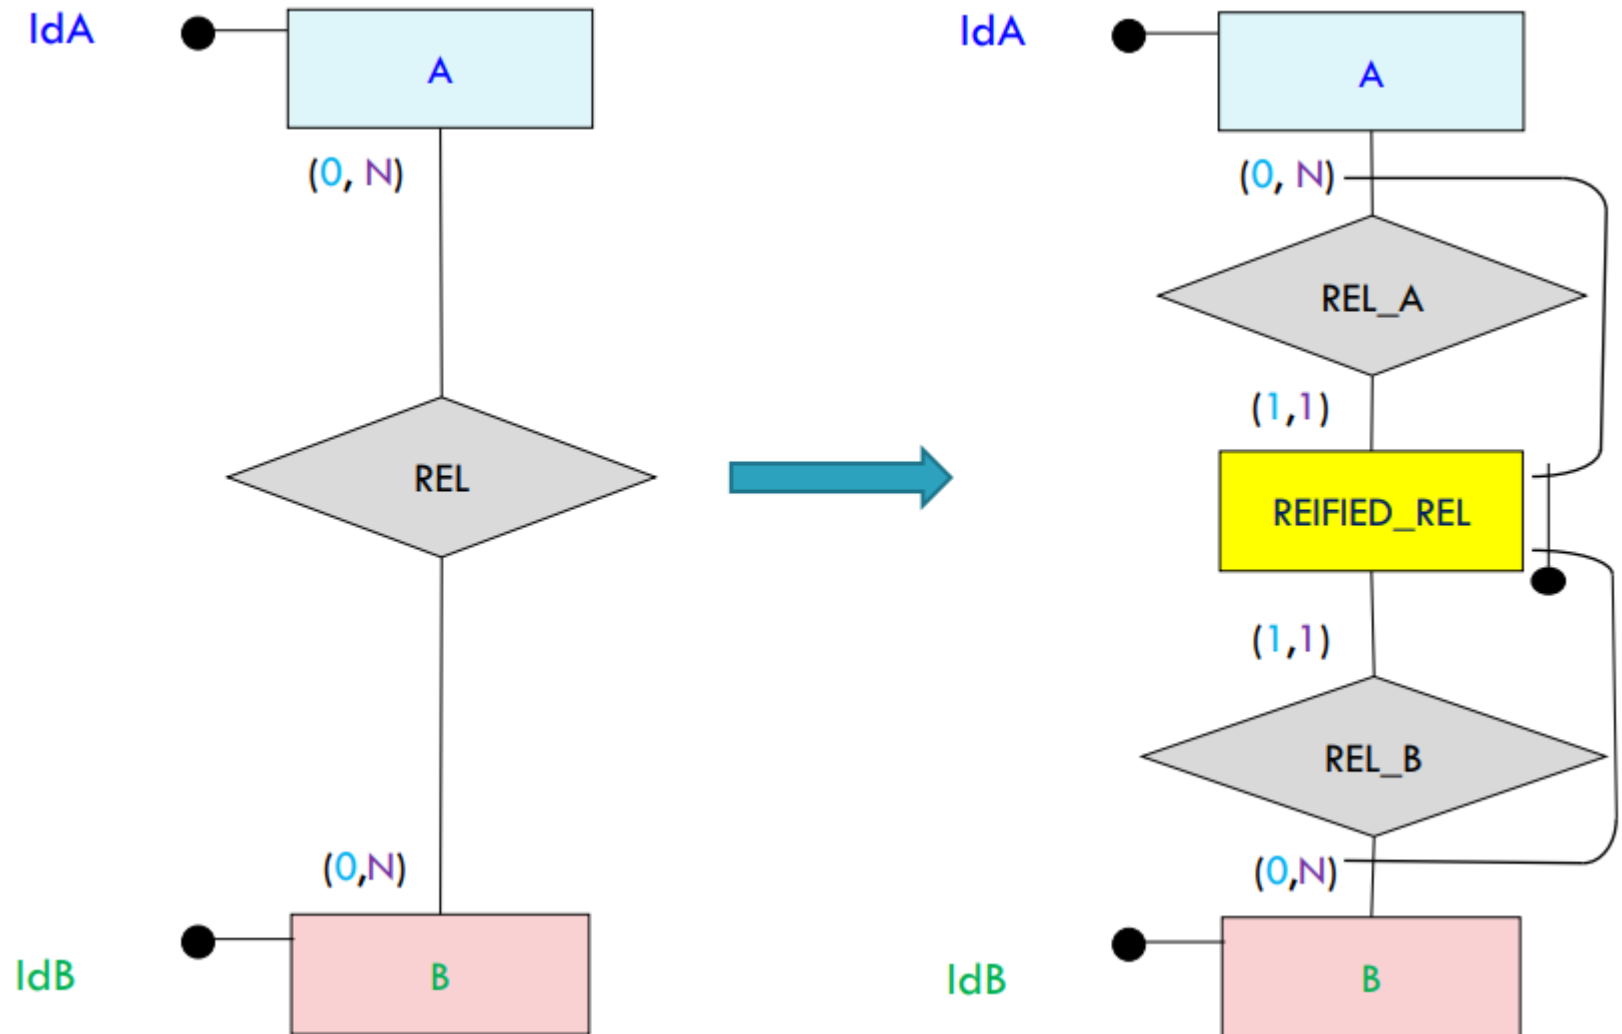 IdA
A
(0, N)
REL
(0,N)
IdB
B
IdA
A
(0, N)
REL_A
(1,1)
REIFIED_REL
(1,1)
REL_B
(0,N)
IdB
B